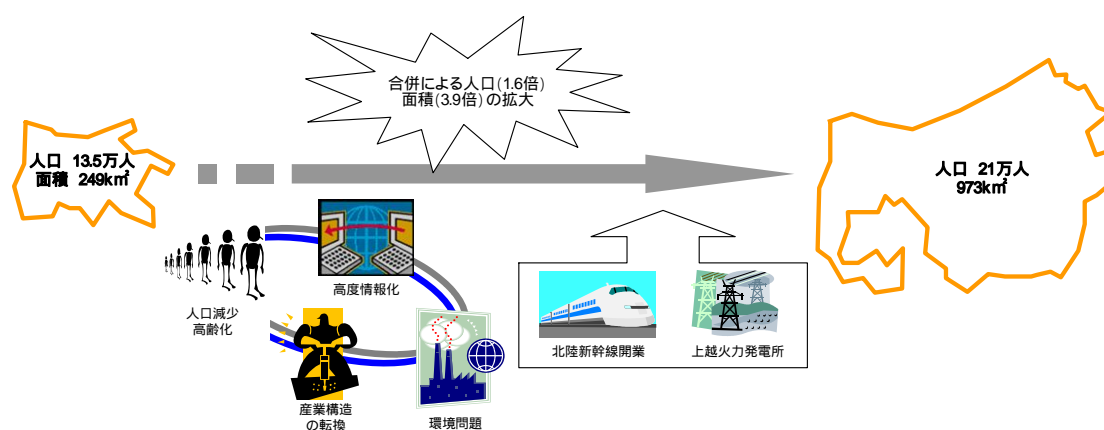 合併による人口(1.6倍)
面積(3.9倍)の拡大
人口 13.5万人
面積 249k㎡
人口 21万人
973k㎡
高度情報化
人口減少
高齢化
産業構造
の転換
環境問題
北陸新幹線開業
上越火力発電所